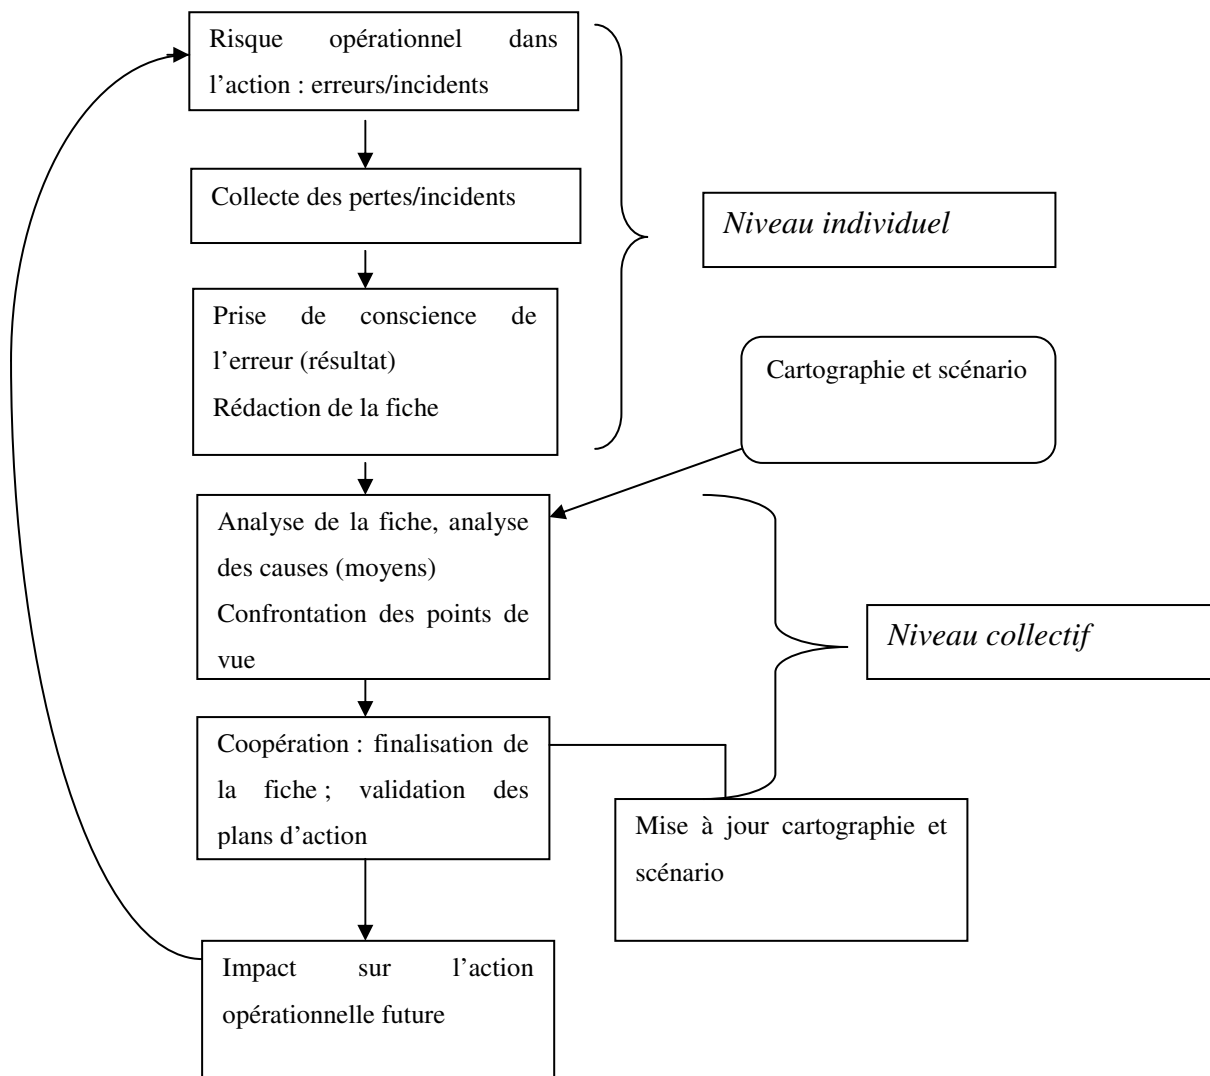 Risque opérationnel dans
l’action : erreurs/incidents
Collecte des pertes/incidents
Niveau individuel
Prise de conscience de
l’erreur (résultat)
Rédaction de la fiche
Cartographie et scénario
Analyse de la fiche, analyse
des causes (moyens)
Confrontation des points de
vue
Niveau collectif
Coopération : finalisation de
la fiche ; validation des
plans d’action
Mise à jour cartographie et
scénario
Impact sur l’action
opérationnelle future